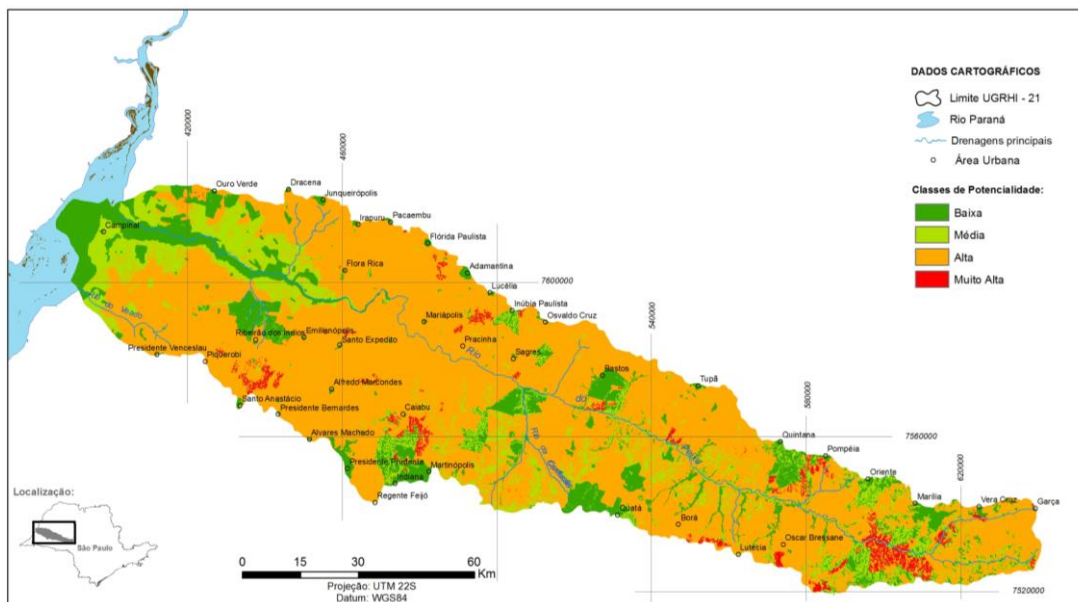 DADOS CARTOGRÁFICOS
Limite UGRHI - 21
Rio Paraná
Drenagens principais
Área Urbana
Classes de Potencialidade:
Baixa
Média
Alta
Muito Alta
420000
460000
Ouro Verde
Dracena
Junqueirópolis
Irapuru
Pacaembu
Flórida Paulista
Campinal
Flora Rica
Adamantina
7600000
Lucélia
Inúbia Paulista
Osvaldo Cruz
540000
do Veado
Mariápolis
Ribeirão dos Índios
Emilianópolis
Santo Expedito
Pracinha
Rio
Sagres
Presidente Venceslau
Piquerobi
Bastos
Tupã
580000
Alfredo Marcondes
do
Santo Anastácio
Presidente Bernardes
Caiabu
Peixe
Alvares Machado
Quintana
7560000
Pompéia
Presidente Prudente
Martinópolis
Indiana
Oriente
620000
Regente Feijó
Quatá
Borá
Marília
Vera Cruz
Garça
Lutécia
Oscar Bressane
7520000
Localização:
São Paulo
0 15 30 60
Km
Projeção: UTM 22S
Datum: WGS84